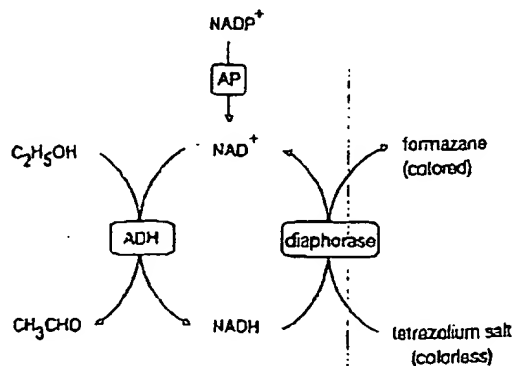 NADP⁺
AP
C₂H₅OH
NAD⁺
formazane
(colored)
ADH
diaphorase
CH₃CHO
NADH
tetrazolium salt
(colorless)